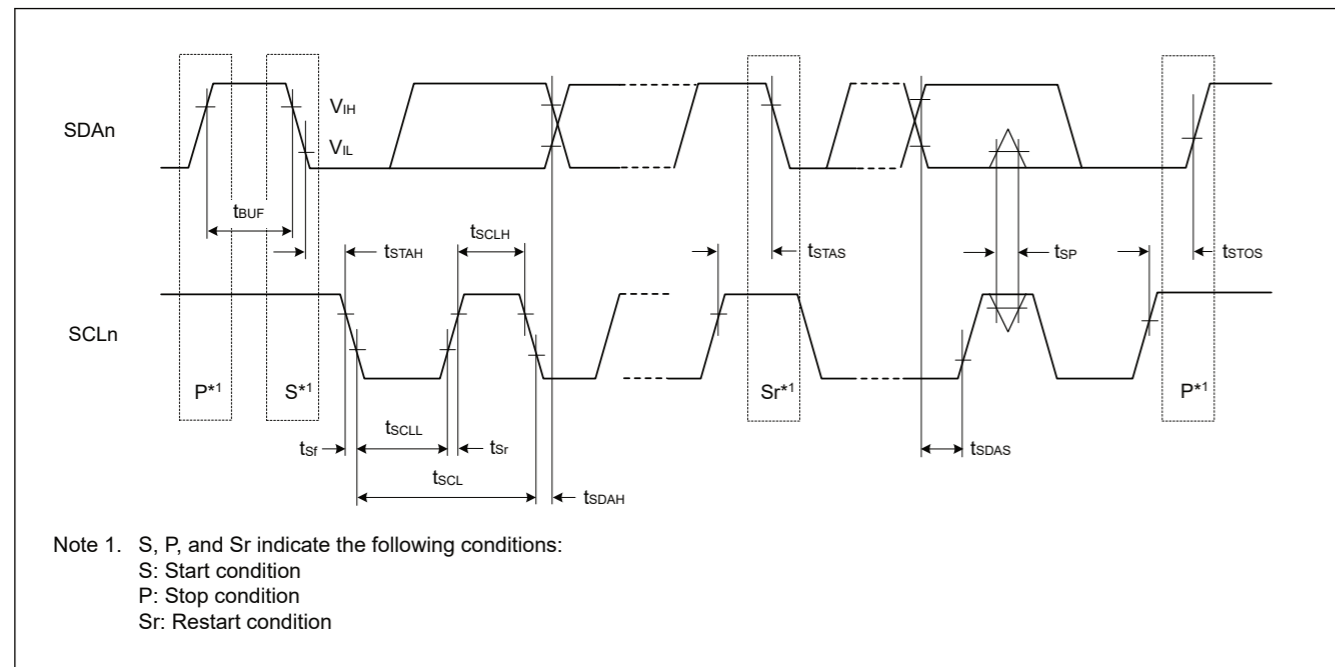 SDAn
VIH
VIL
tBUF
tSTAH
tSCLH
tSTAS
tSP
tSTOS
SCLn
P*1
S*1
Sr*1
P*1
tSf
tSCLL
tSr
tSDAS
tSCL
tSDAH
Note 1. S, P, and Sr indicate the following conditions:
S: Start condition
P: Stop condition
Sr: Restart condition